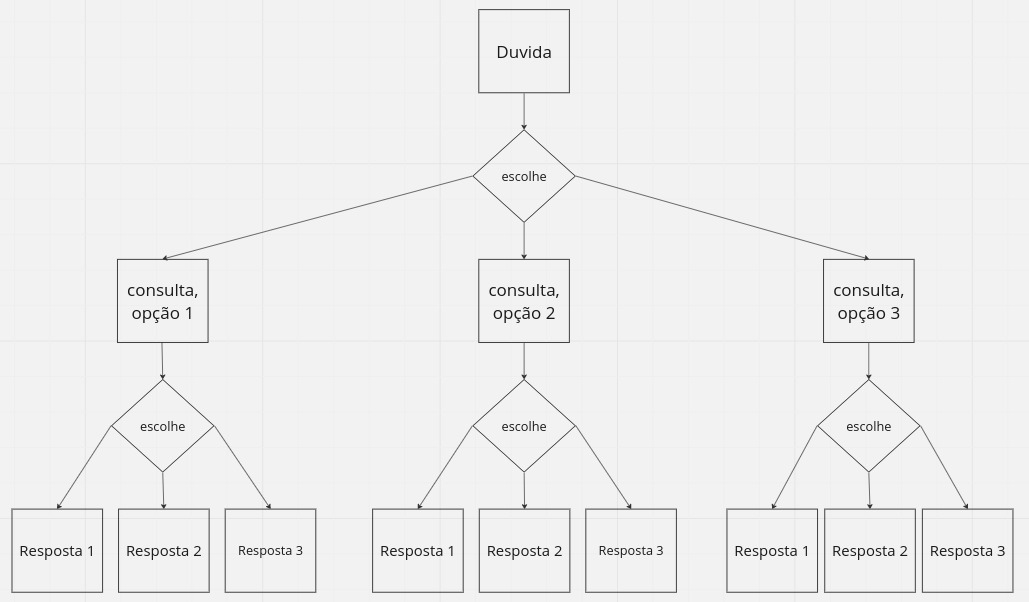 Duvida
escolhe
consulta,
opção 1
consulta,
opção 2
consulta,
opção 3
escolhe
escolhe
escolhe
Resposta 1
Resposta 2
Resposta 3
Resposta 1
Resposta 2
Resposta 3
Resposta 1
Resposta 2
Resposta 3